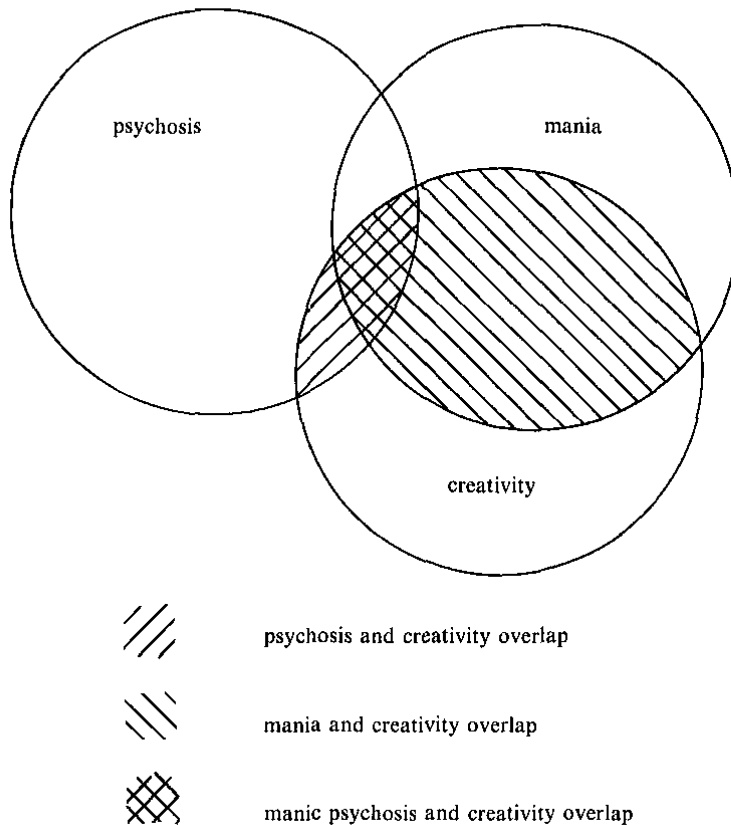 psychosis
mania
creativity
psychosis and creativity overlap
mania and creativity overlap
manic psychosis and creativity overlap